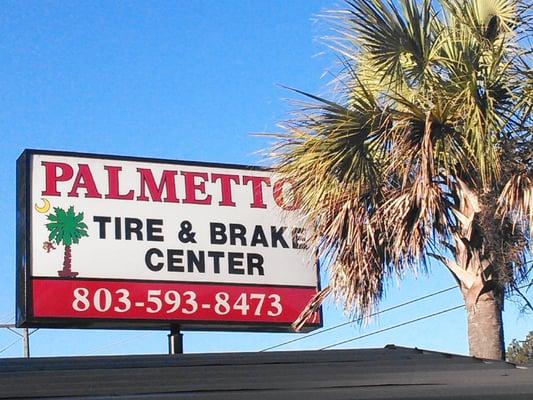 PALMETTO
TIRE & BRAKE
CENTER
803-593-8473